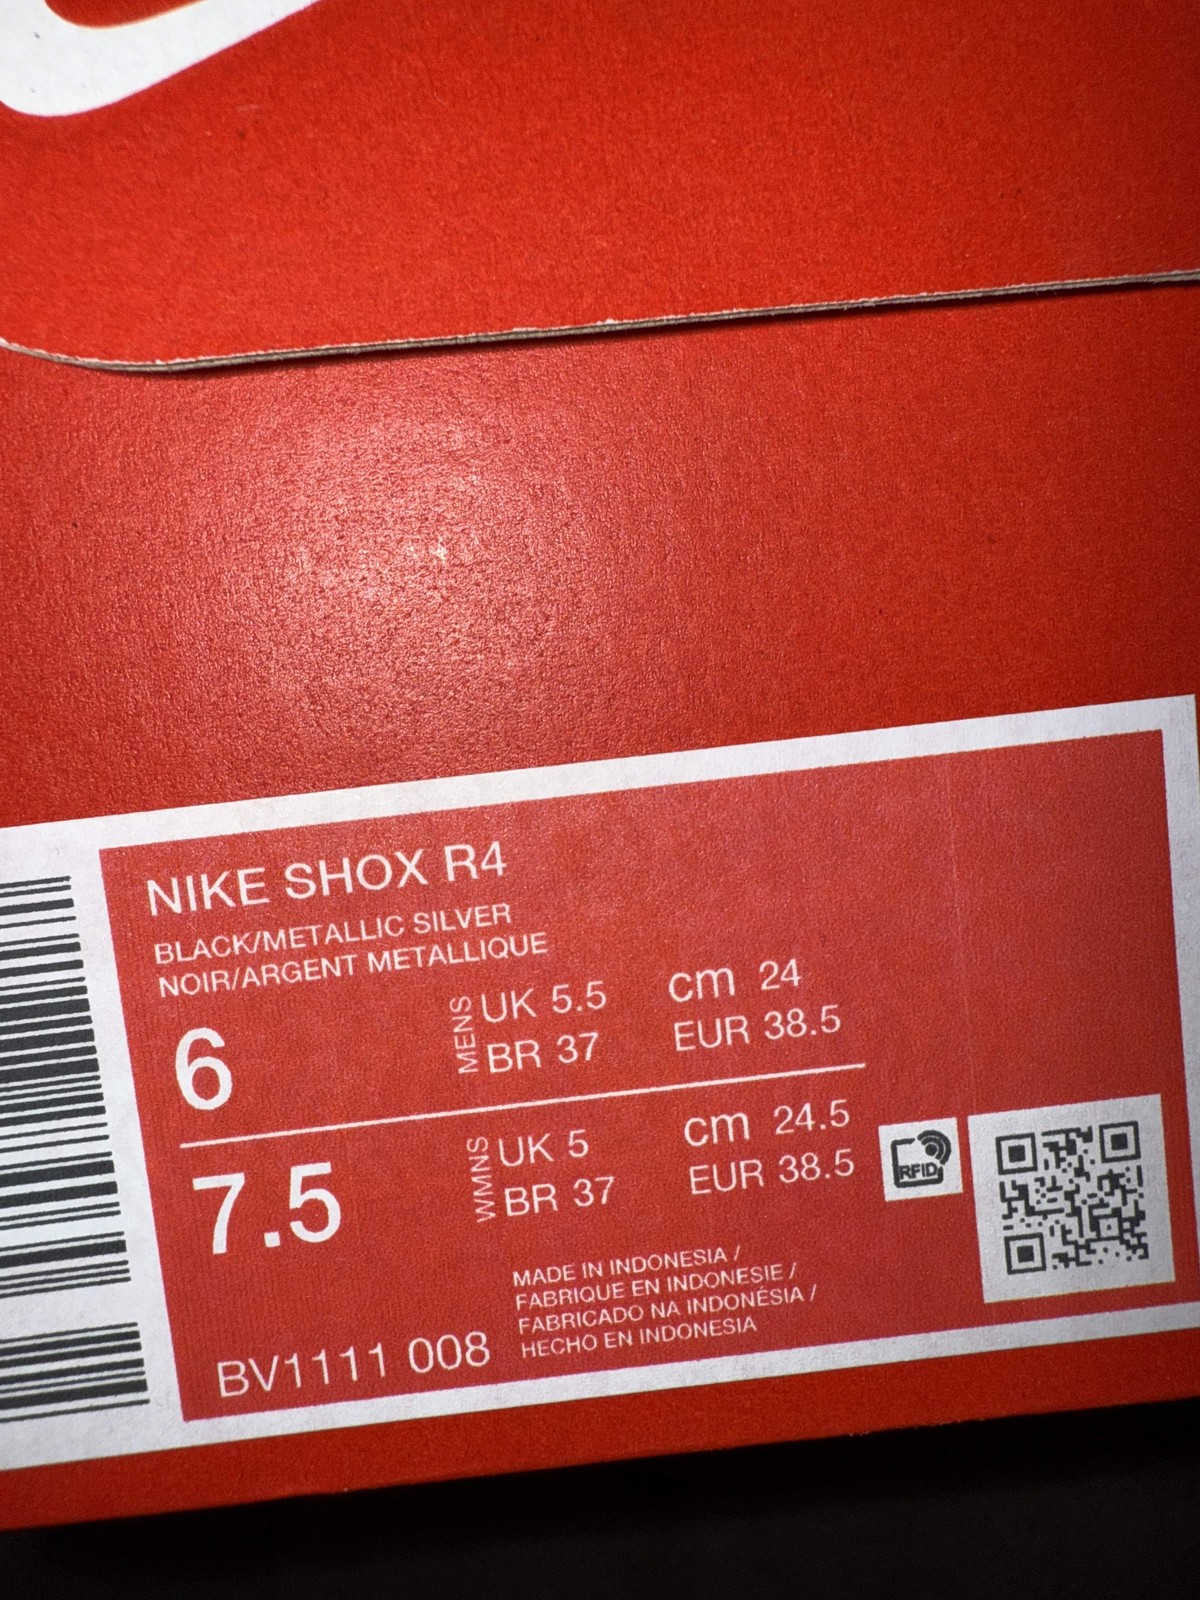 NIKE SHOX R4
BLACK/METALLIC SILVER
NOIR/ARGENT METALLIQUE
6
MENS
UK 5.5
BR 37
cm 24
EUR 38.5
7.5
WMNS
UK 5
BR 37
cm 24.5
EUR 38.5
RFID
MADE IN INDONESIA /
FABRIQUE EN INDONESIE /
FABRICADO NA INDONÉSIA /
HECHO EN INDONESIA
BV1111 008